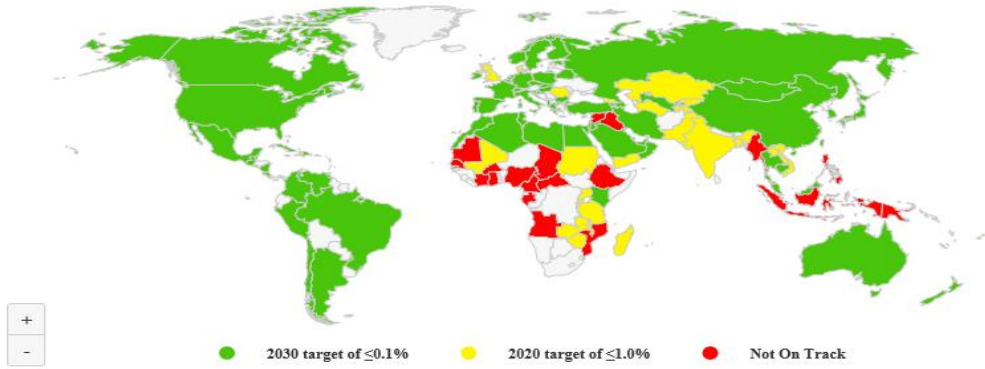 +
-
2030 target of ≤0.1% 2020 target of ≤1.0% Not On Track